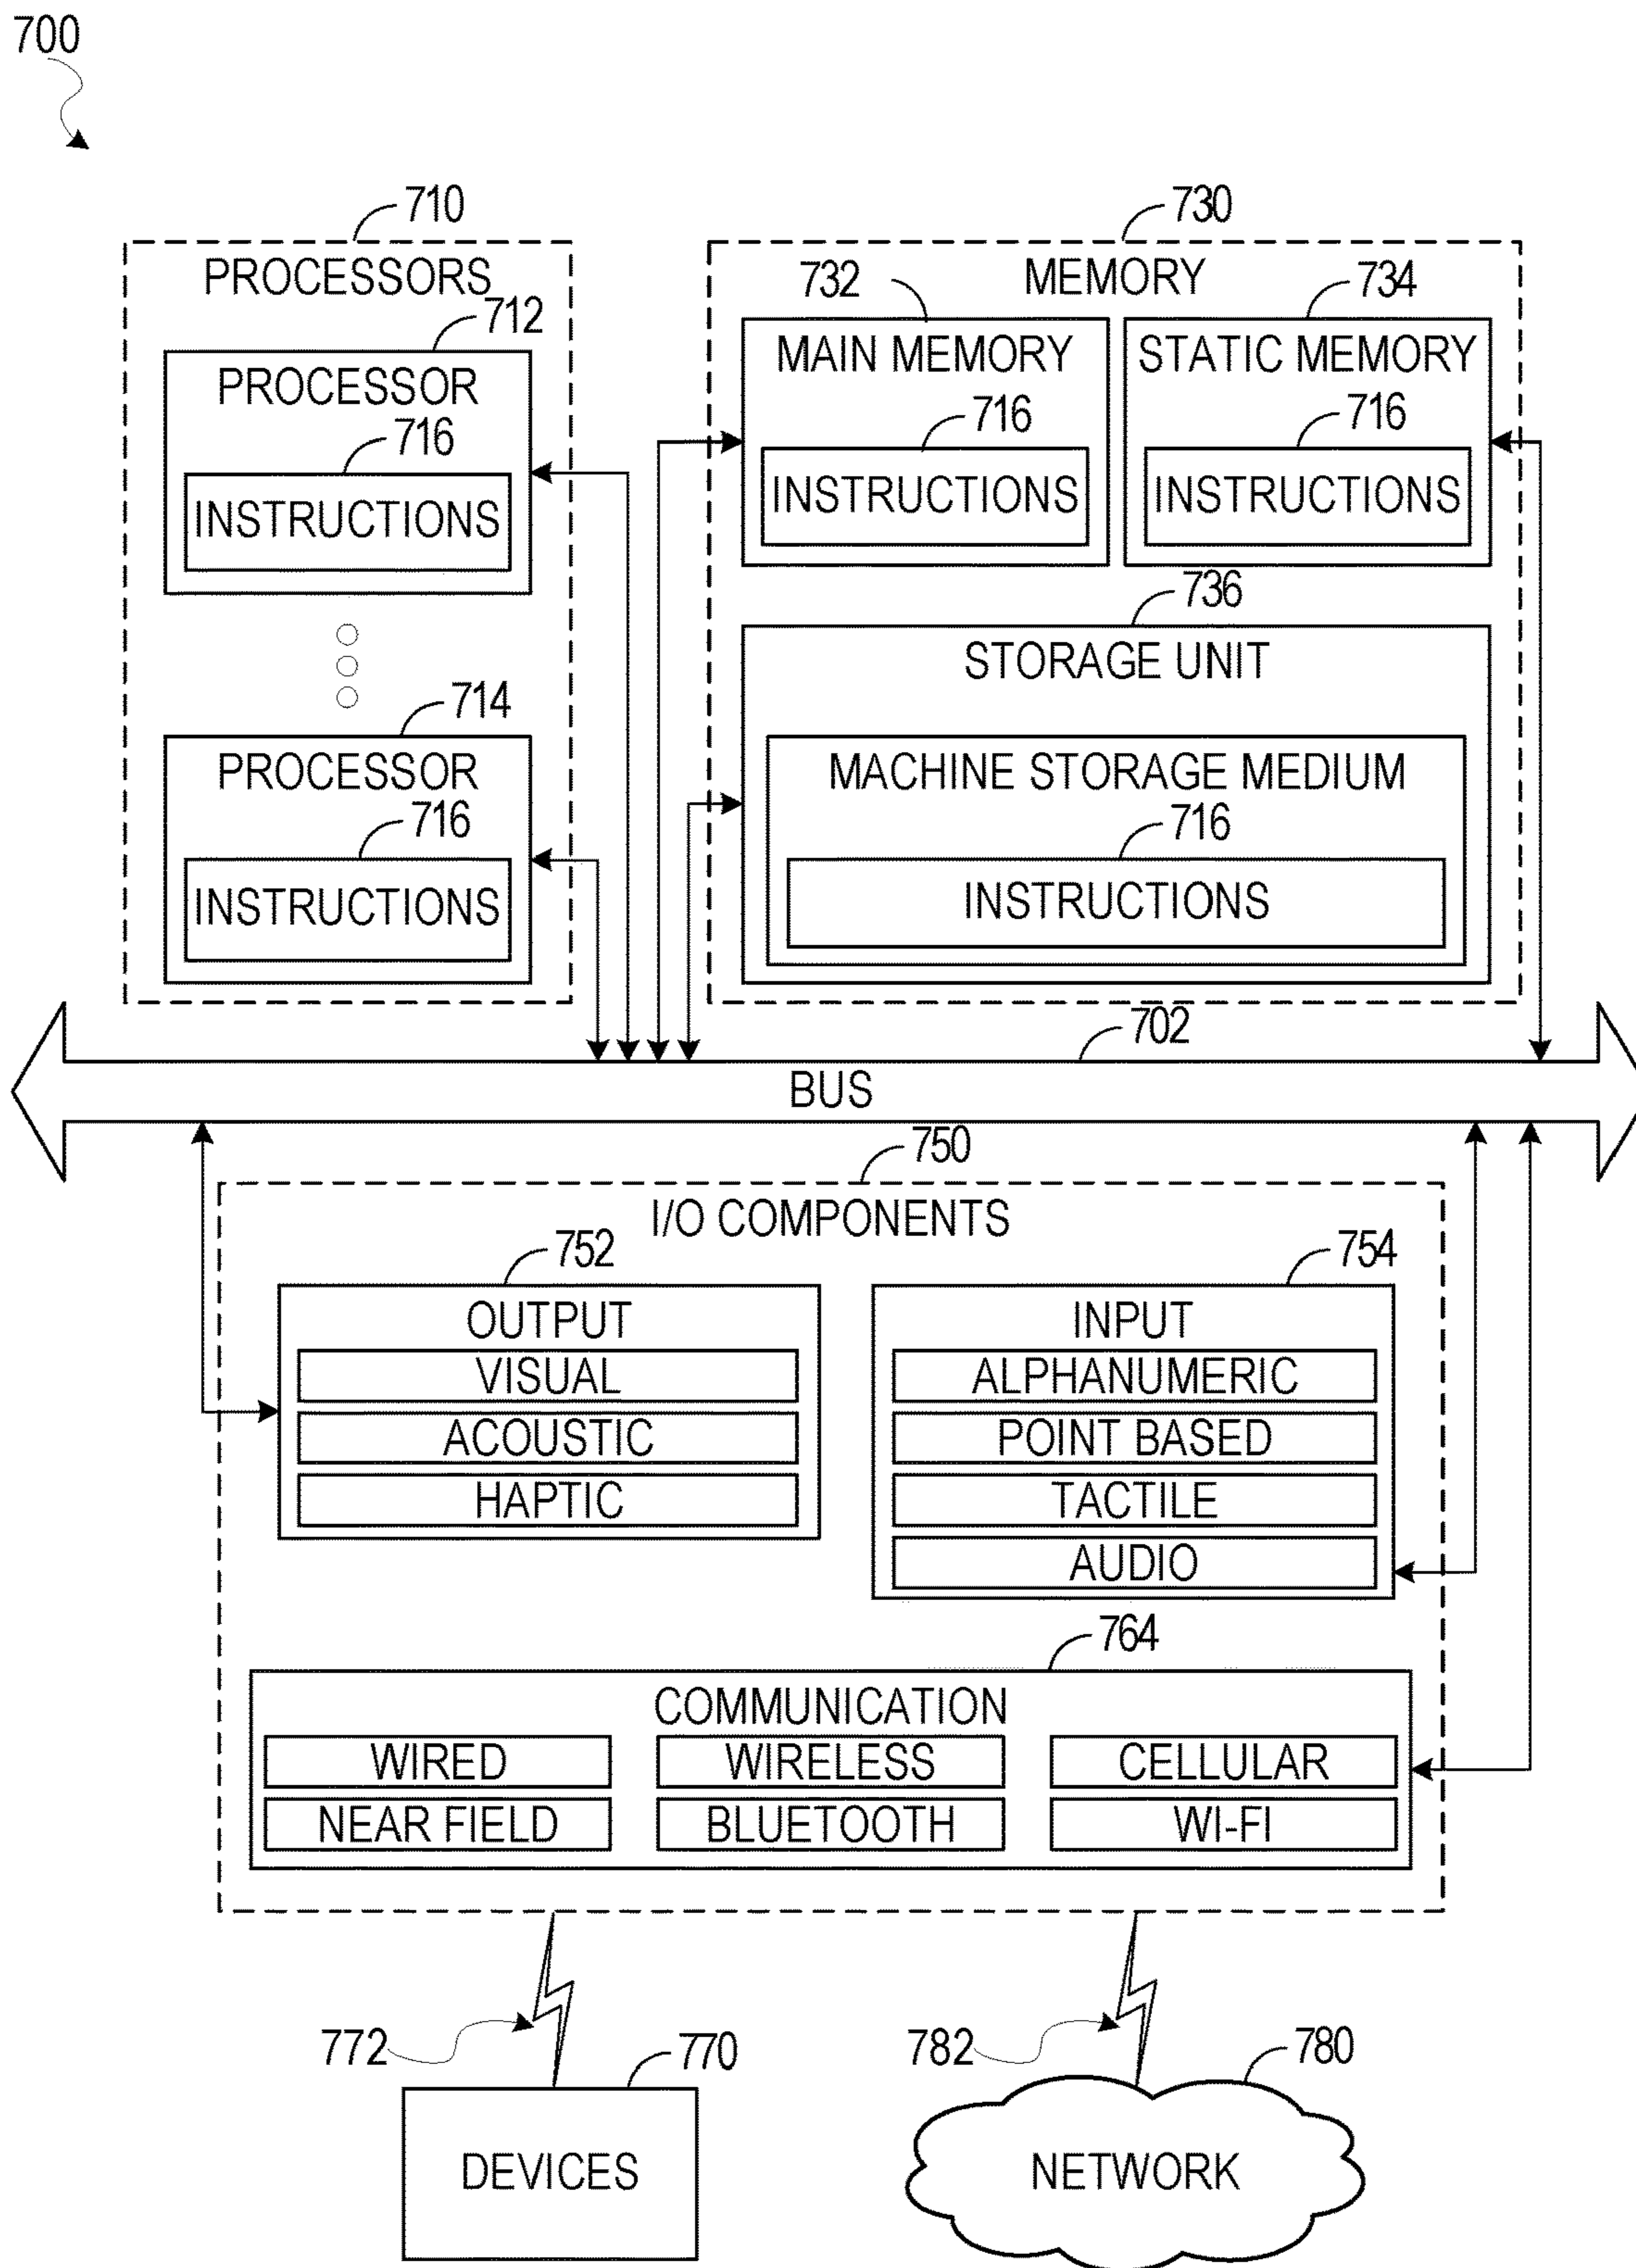 700
710
PROCESSORS
712
PROCESSOR
716
INSTRUCTIONS
714
PROCESSOR
716
INSTRUCTIONS
730
MEMORY
732
MAIN MEMORY
716
INSTRUCTIONS
734
STATIC MEMORY
716
INSTRUCTIONS
736
STORAGE UNIT
MACHINE STORAGE MEDIUM
716
INSTRUCTIONS
702
BUS
750
I/O COMPONENTS
752
OUTPUT
VISUAL
ACOUSTIC
HAPTIC
754
INPUT
ALPHANUMERIC
POINT BASED
TACTILE
AUDIO
764
COMMUNICATION
WIRED
WIRELESS
CELLULAR
NEAR FIELD
BLUETOOTH
WI-FI
772
770
DEVICES
782
780
NETWORK